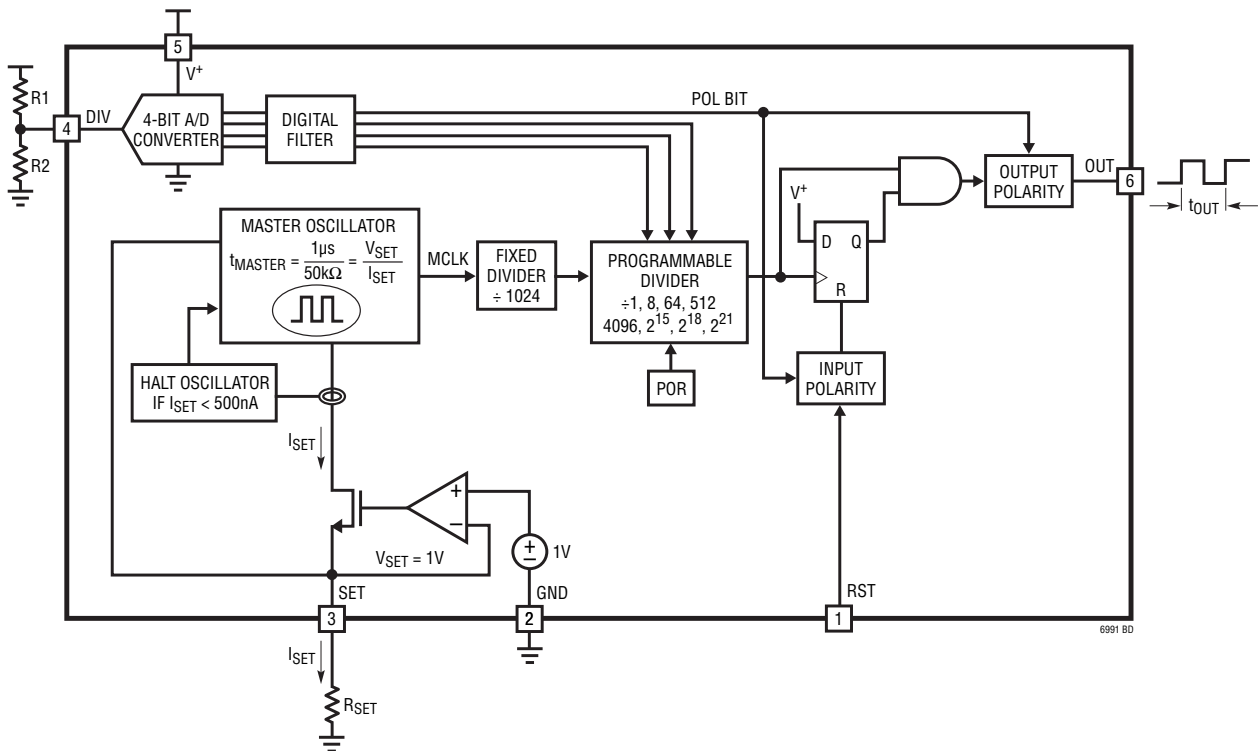 5
V+
R1
DIV
4
R2
4-BIT A/D
CONVERTER
DIGITAL
FILTER
POL BIT
OUTPUT
POLARITY
OUT
6
tOUT
V+
D Q
R
MASTER OSCILLATOR
tMASTER = 1µs/50kΩ = VSET/ISET
MCLK
FIXED
DIVIDER
÷ 1024
PROGRAMMABLE
DIVIDER
÷1, 8, 64, 512
4096, 2^15, 2^18, 2^21
POR
INPUT
POLARITY
HALT OSCILLATOR
IF ISET < 500nA
ISET
+
–
+
–
1V
VSET = 1V
SET
GND
RST
3
2
1
6991 BD
ISET
RSET